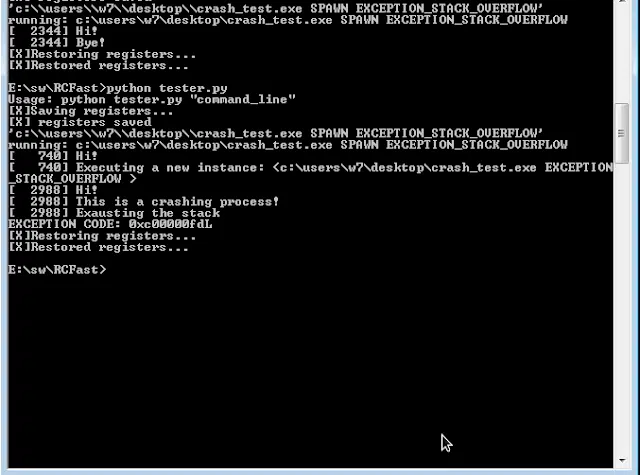 'c:\\users\\w7\\desktop\\crash_test.exe SPAWN EXCEPTION_STACK_OVERFLOW'
running: c:\users\w7\desktop\crash_test.exe SPAWN EXCEPTION_STACK_OVERFLOW
[  2344] Hi!
[  2344] Bye!
[X]Restoring registers...
[X]Restored registers...
E:\sw\RCFast>python tester.py
Usage: python tester.py "command_line"
[X]Saving registers...
[X] registers saved
'c:\\users\\w7\\desktop\\crash_test.exe SPAWN EXCEPTION_STACK_OVERFLOW'
running: c:\users\w7\desktop\crash_test.exe SPAWN EXCEPTION_STACK_OVERFLOW
[   740] Hi!
[   740] Executing a new instance: <c:\users\w7\desktop\crash_test.exe EXCEPTION
_STACK_OVERFLOW >
[  2988] Hi!
[  2988] This is a crashing process!
[  2988] Exausting the stack
EXCEPTION CODE: 0xc00000fdL
[X]Restoring registers...
[X]Restored registers...
E:\sw\RCFast>